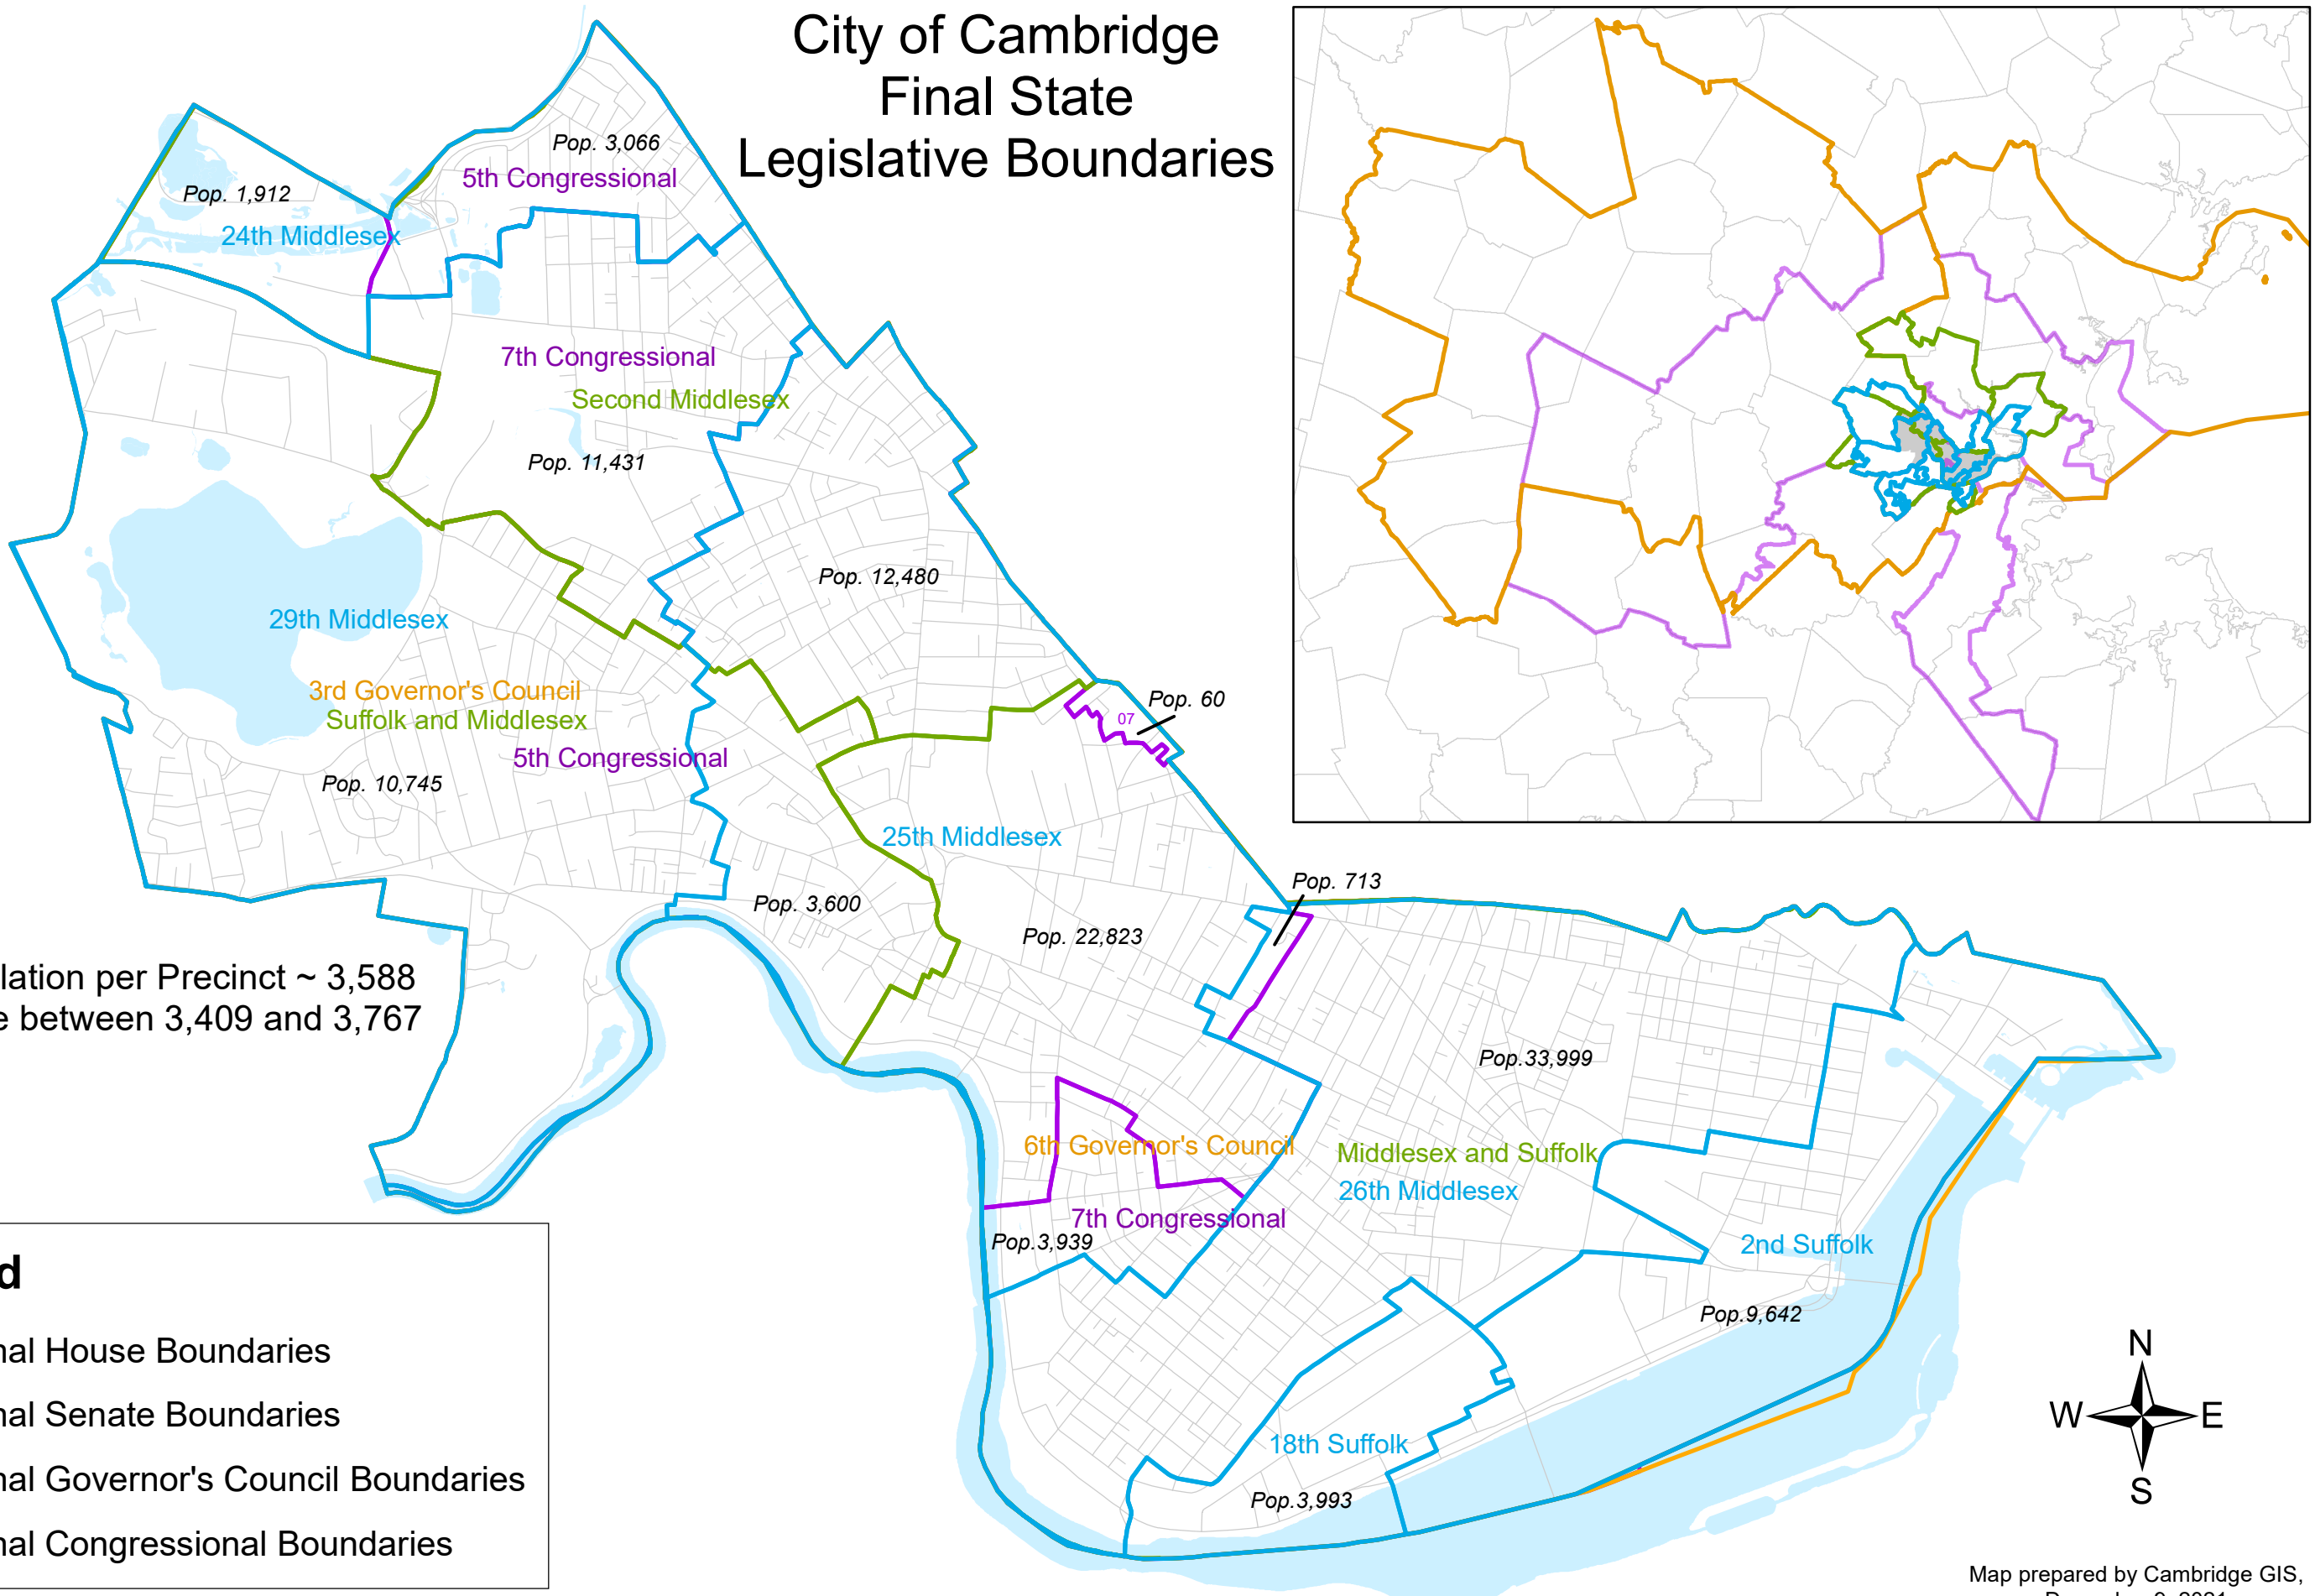 City of Cambridge
Final State
Legislative Boundaries
Pop. 3,066
5th Congressional
Pop. 1,912
24th Middlesex
7th Congressional
Second Middlesex
Pop. 11,431
Pop. 12,480
29th Middlesex
3rd Governor's Council
Suffolk and Middlesex
5th Congressional
Pop. 10,745
Pop. 60
07
25th Middlesex
Pop. 713
Pop. 3,600
Pop. 22,823
lation per Precinct ~ 3,588
e between 3,409 and 3,767
Pop.33,999
6th Governor's Council
Middlesex and Suffolk
26th Middlesex
7th Congressional
Pop.3,939
2nd Suffolk
Pop.9,642
18th Suffolk
Pop.3,993
d
nal House Boundaries
nal Senate Boundaries
nal Governor's Council Boundaries
nal Congressional Boundaries
N
W
E
S
Map prepared by Cambridge GIS,